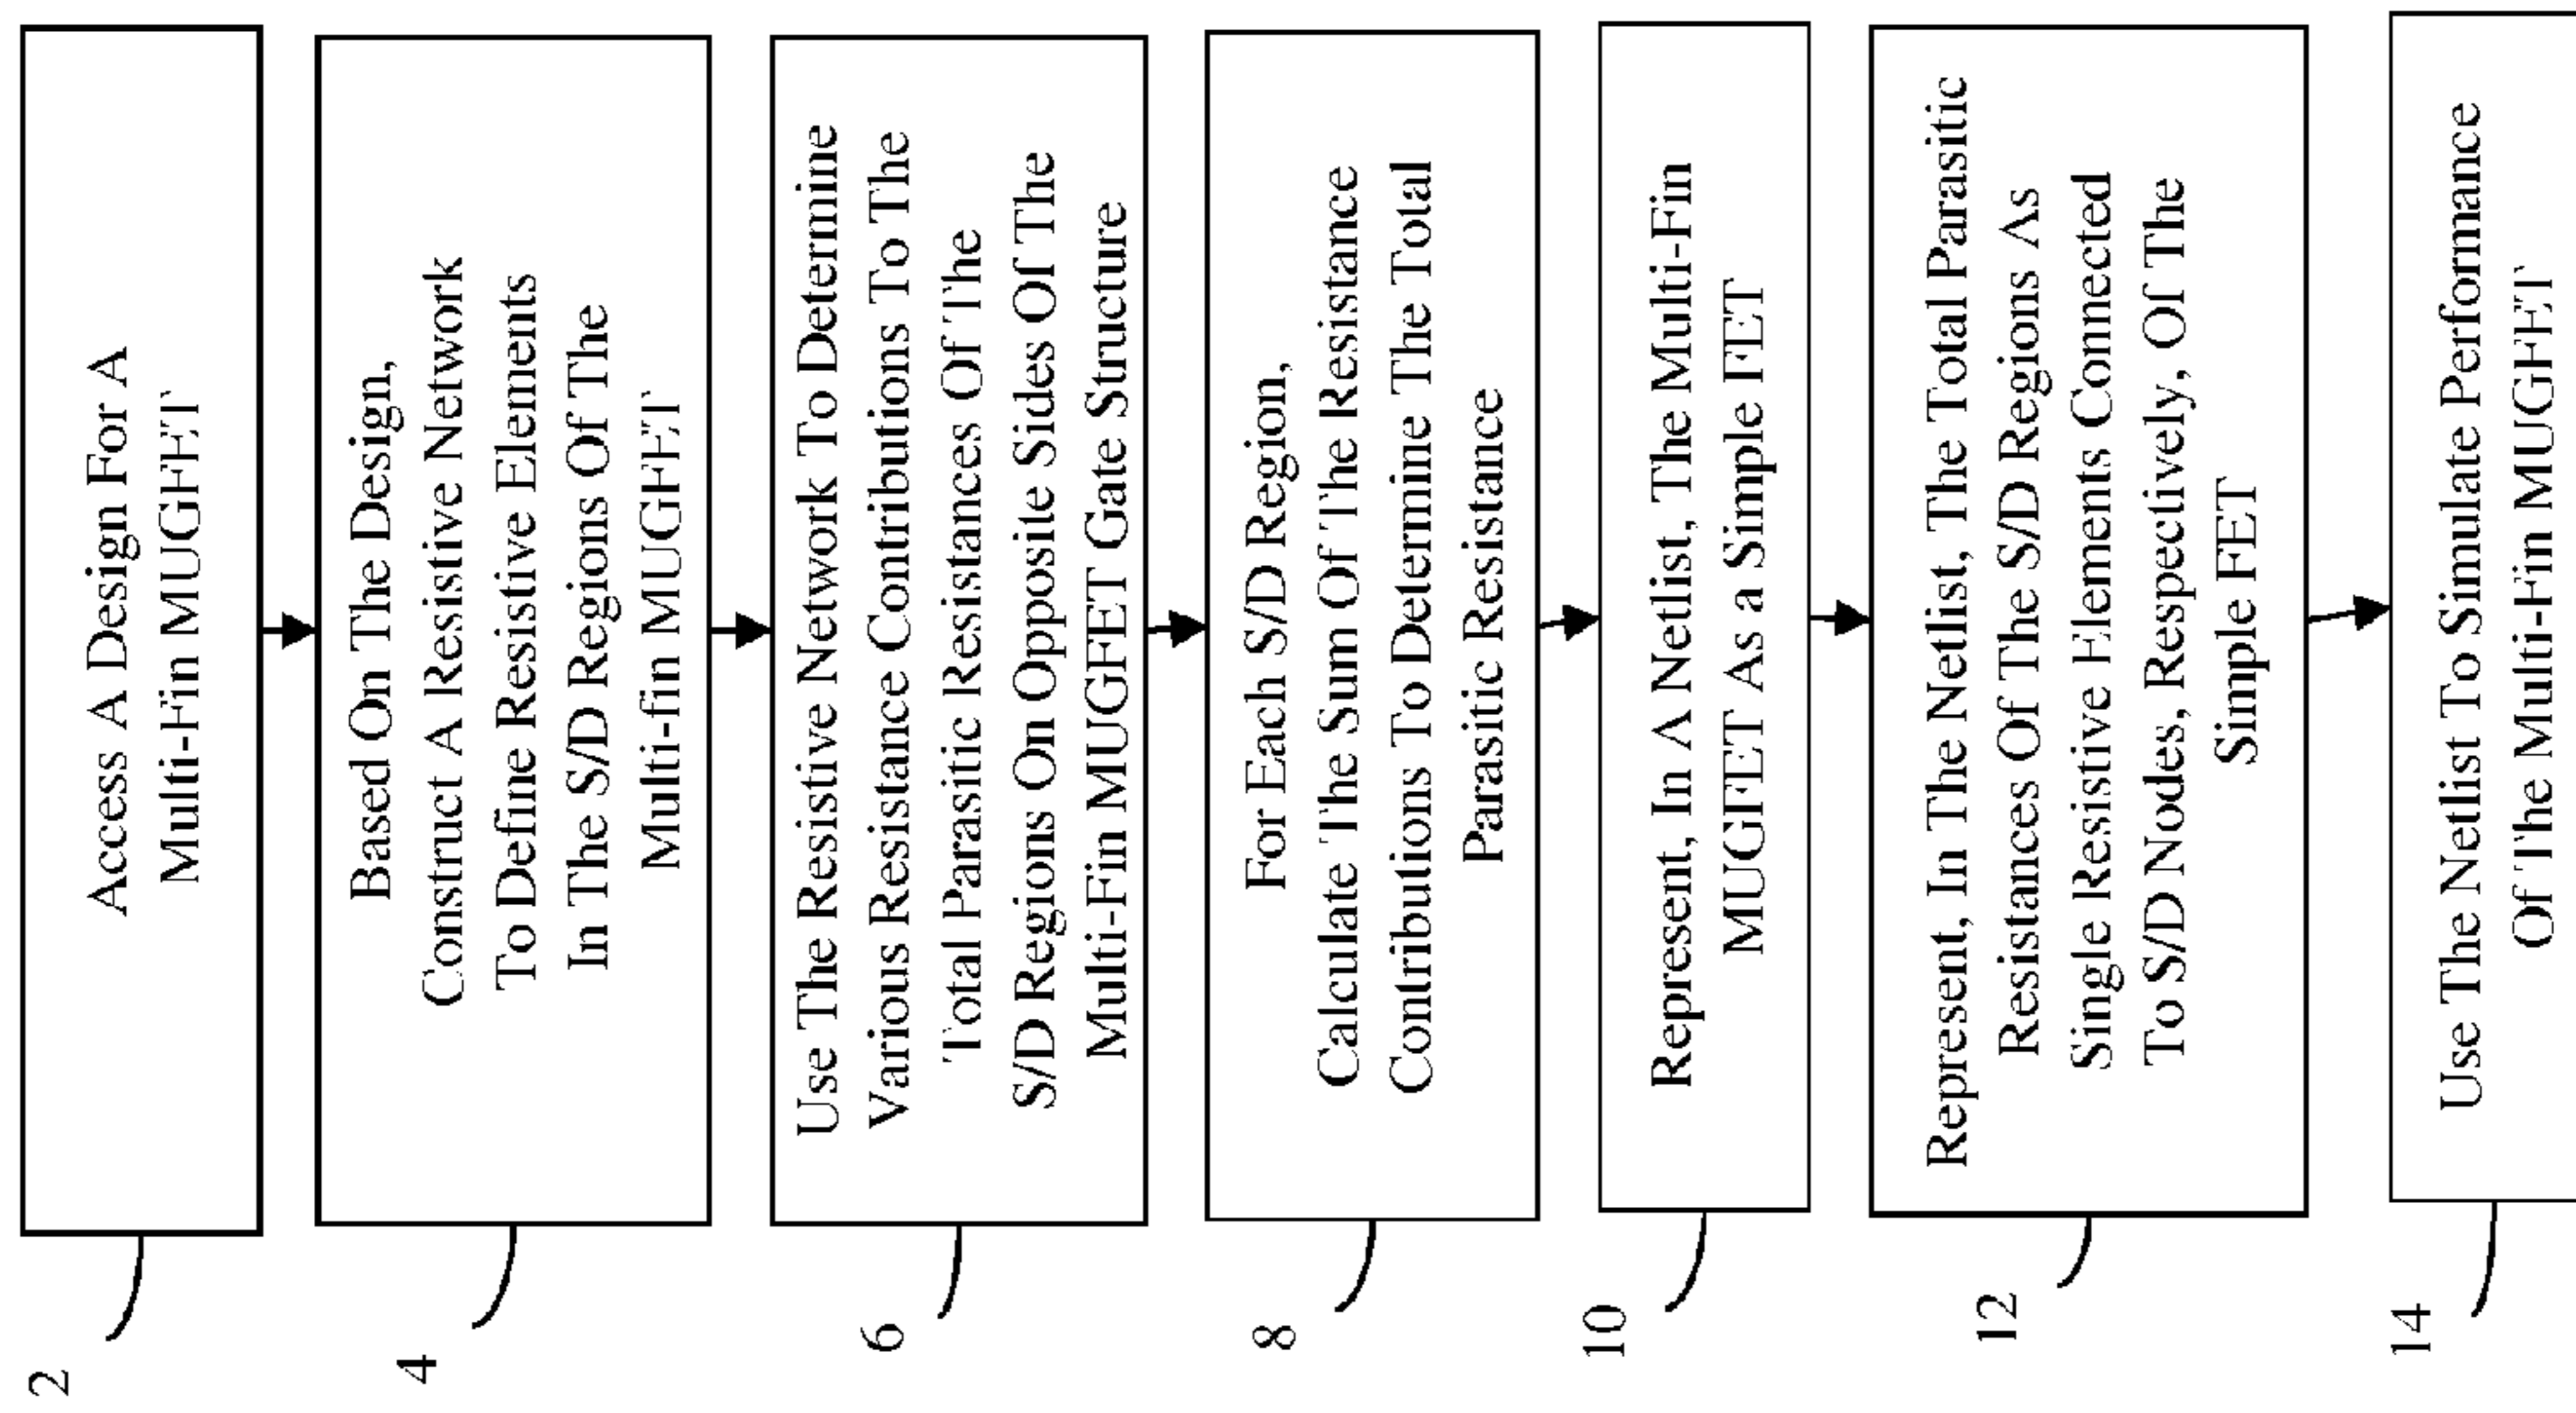 2
Access A Design For A
Multi-Fin MUGFET
4
Based On The Design,
Construct A Resistive Network
To Define Resistive Elements
In The S/D Regions Of The
Multi-fin MUGFET
6
Use The Resistive Network To Determine
Various Resistance Contributions To The
Total Parasitic Resistances Of The
S/D Regions On Opposite Sides Of The
Multi-Fin MUGFET Gate Structure
8
For Each S/D Region,
Calculate The Sum Of The Resistance
Contributions To Determine The Total
Parasitic Resistance
10
Represent, In A Netlist, The Multi-Fin
MUGFET As a Simple FET
12
Represent, In The Netlist, The Total Parasitic
Resistances Of The S/D Regions As
Single Resistive Elements Connected
To S/D Nodes, Respectively, Of The
Simple FET
14
Use The Netlist To Simulate Performance
Of The Multi-Fin MUGFET